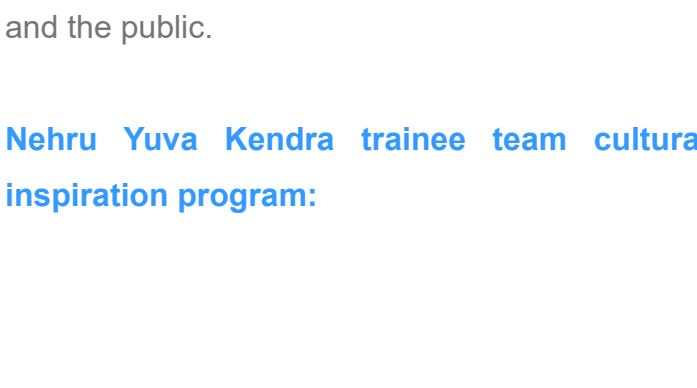 and the public.
Nehru Yuva Kendra trainee team cultura
inspiration program: